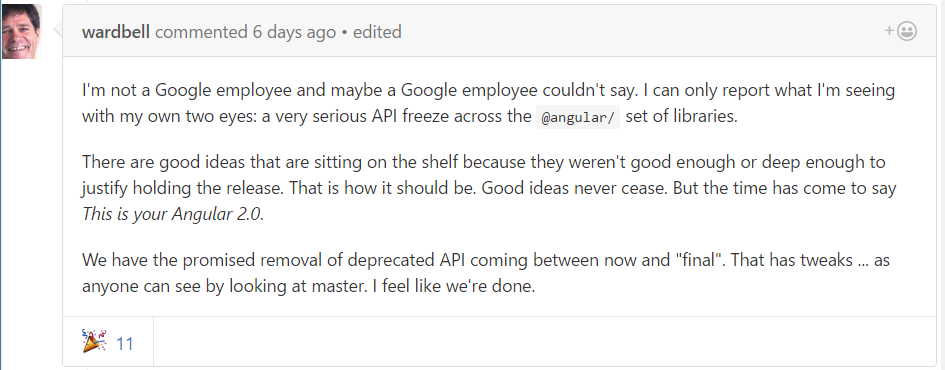 wardbell commented 6 days ago • edited
I'm not a Google employee and maybe a Google employee couldn't say. I can only report what I'm seeing
with my own two eyes: a very serious API freeze across the @angular/ set of libraries.
There are good ideas that are sitting on the shelf because they weren't good enough or deep enough to
justify holding the release. That is how it should be. Good ideas never cease. But the time has come to say
This is your Angular 2.0.
We have the promised removal of deprecated API coming between now and "final". That has tweaks ... as
anyone can see by looking at master. I feel like we're done.
11